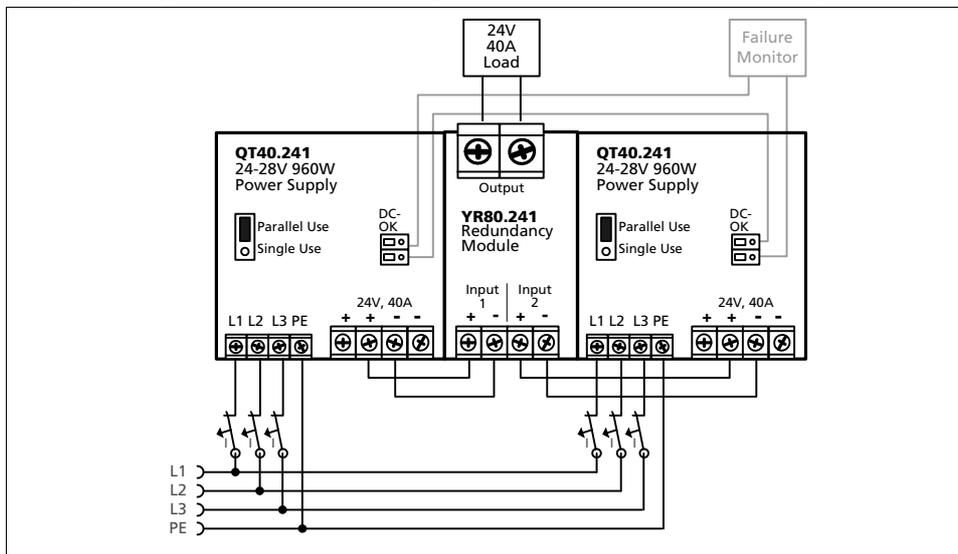 24V
40A
Load
Failure
Monitor
QT40.241
24-28V 960W
Power Supply
Parallel Use
Single Use
DC-
OK
24V, 40A
+ + - -
L1 L2 L3 PE
Output
YR80.241
Redundancy
Module
Input
1
Input
2
+ - + -
QT40.241
24-28V 960W
Power Supply
Parallel Use
Single Use
DC-
OK
24V, 40A
+ + - -
L1 L2 L3 PE
I I I
I I I
L1
L2
L3
PE